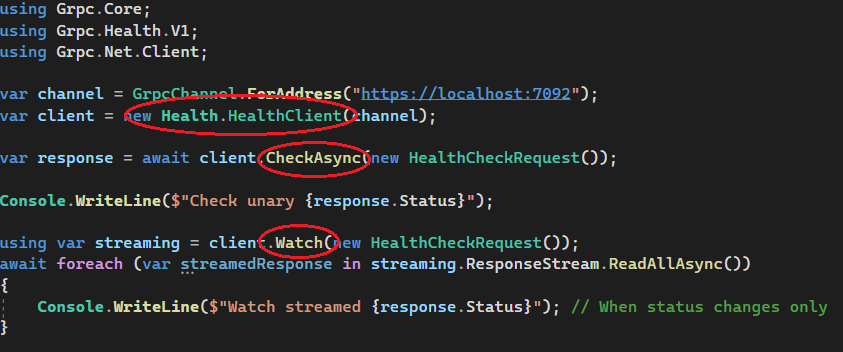 using Grpc.Core;
using Grpc.Health.V1;
using Grpc.Net.Client;
var channel = GrpcChannel.ForAddress("https://localhost:7092");
var client = new Health.HealthClient(channel);
var response = await client.CheckAsync(new HealthCheckRequest());
Console.WriteLine($"Check unary {response.Status}");
using var streaming = client.Watch(new HealthCheckRequest());
await foreach (var streamedResponse in streaming.ResponseStream.ReadAllAsync())
{
    Console.WriteLine($"Watch streamed {response.Status}"); // When status changes only
}